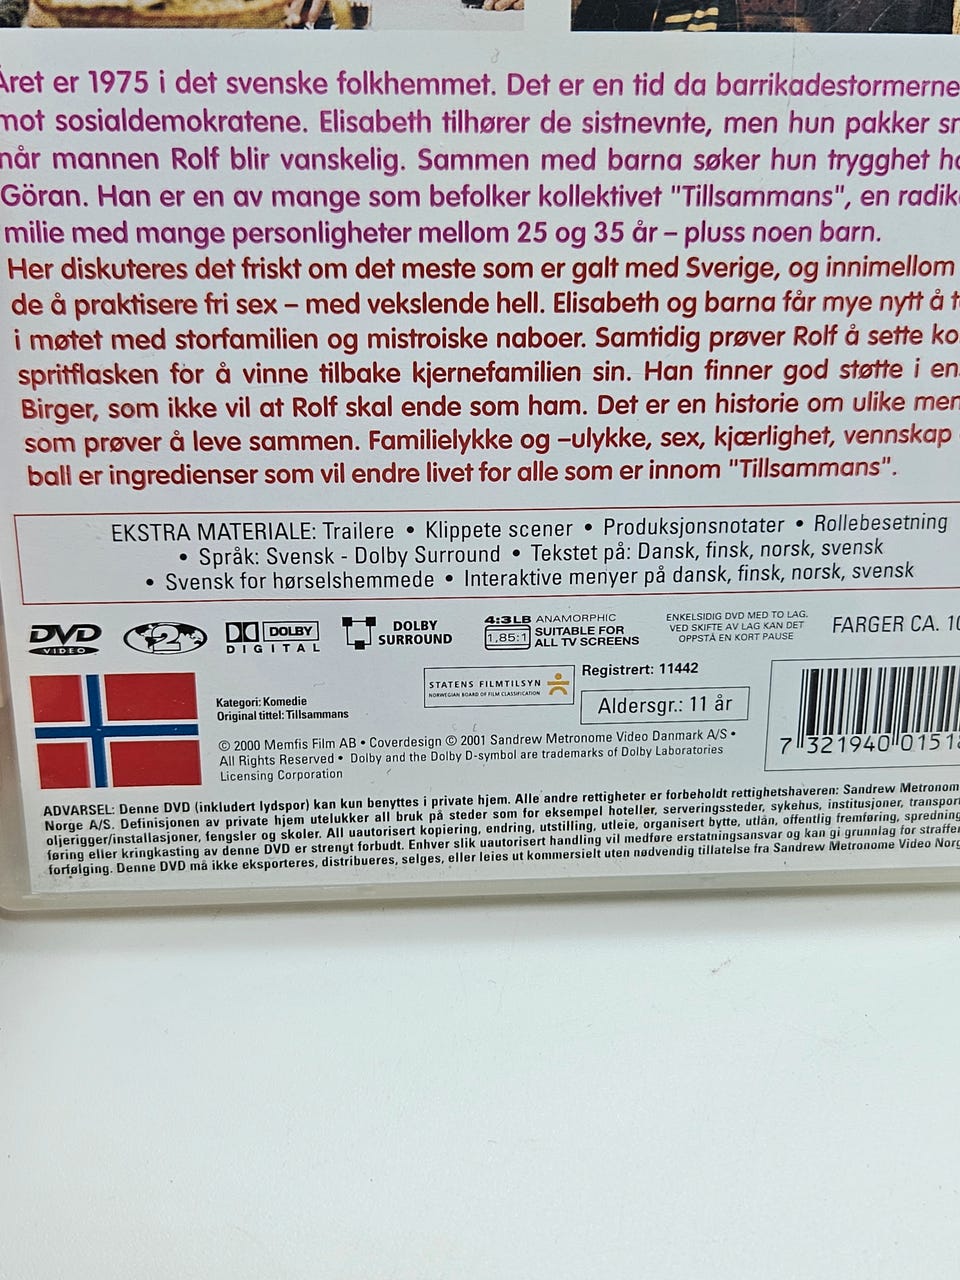 Året er 1975 i det svenske folkhemmet. Det er en tid da barrikadestormerne
mot sosialdemokratene. Elisabeth tilhører de sistnevnte, men hun pakker
når mannen Rolf blir vanskelig. Sammen med barna søker hun trygghet
Göran. Han er en av mange som befolker kollektivet "Tillsammans", en
milie med mange personligheter mellom 25 og 35 år – pluss noen barn.
Her diskuteres det friskt om det meste som er galt med Sverige, og innimellom
de å praktisere fri sex – med vekslende hell. Elisabeth og barna får mye nytt å
i møtet med storfamilien og mistroiske naboer. Samtidig prøver Rolf å sette
spritflasken for å vinne tilbake kjernefamilien sin. Han finner god støtte i
Birger, som ikke vil at Rolf skal ende som ham. Det er en historie om ulike
som prøver å leve sammen. Familielykke og –ulykke, sex, kjærlighet, vennskap
ball er ingredienser som vil endre livet for alle som er innom "Tillsammans".
EKSTRA MATERIALE: Trailere • Klippete scener • Produksjonsnotater • Rollebesetning
• Språk: Svensk - Dolby Surround • Tekstet på: Dansk, finsk, norsk, svensk
• Svensk for hørselshemmede • Interaktive menyer på dansk, finsk, norsk, svensk
DVD VIDEO
2
DOLBY DIGITAL
DOLBY SURROUND
4:3LB ANAMORPHIC
1,85:1 SUITABLE FOR
ALL TV SCREENS
ENKELSIDIG DVD MED TO LAG.
VED SKIFTE AV LAG KAN DET
OPPSTÅ EN KORT PAUSE
FARGER CA. 10
STATENS FILMTILSYN
NORWEGIAN BOARD OF FILM CLASSIFICATION
Registrert: 11442
Aldersgr.: 11 år
Kategori: Komedie
Original tittel: Tillsammans
© 2000 Memfis Film AB • Coverdesign © 2001 Sandrew Metronome Video Danmark A/S •
All Rights Reserved • Dolby and the Dolby D-symbol are trademarks of Dolby Laboratories
Licensing Corporation
7 321940 0151
ADVARSEL: Denne DVD (inkludert lydspor) kan kun benyttes i private hjem. Alle andre rettigheter er forbeholdt rettighetshaveren: Sandrew Metronom
Norge A/S. Definisjonen av private hjem utelukker all bruk på steder som for eksempel hoteller, serveringssteder, sykehus, institusjoner, transport
oljerigger/installasjoner, fengsler og skoler. All uautorisert kopiering, endring, utstilling, utleie, organisert bytte, utlån, offentlig fremføring, spredning
føring eller kringkasting av denne DVD er strengt forbudt. Enhver slik uautorisert handling vil medføre erstatningsansvar og kan gi grunnlag for straffer
forfølging. Denne DVD må ikke eksporteres, distribueres, selges, eller leies ut kommersielt uten nødvendig tillatelse fra Sandrew Metronome Video Norg